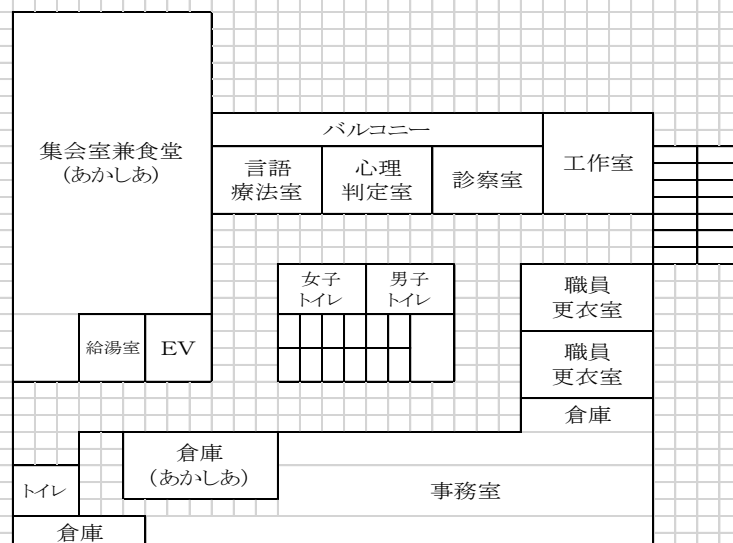 バルコニー
集会室兼食堂
(あかしあ)
言語
療法室
心理
判定室
診察室
工作室
女子
トイレ
男子
トイレ
職員
更衣室
給湯室
EV
職員
更衣室
倉庫
倉庫
(あかしあ)
トイレ
事務室
倉庫